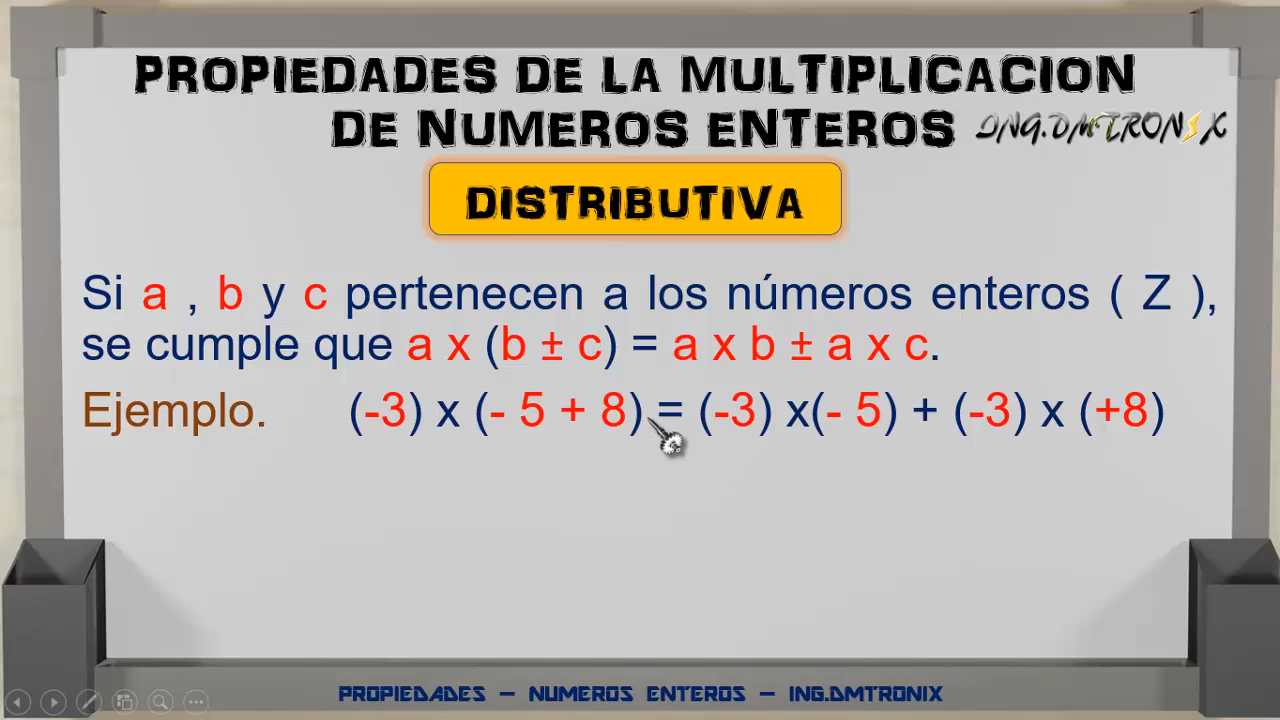 PROPIEDADES DE LA MULTIPLICACION
DE NUMEROS ENTEROS
ING.DMTRONIX
DISTRIBUTIVA
Si a , b y c pertenecen a los números enteros ( Z ),
se cumple que a x (b ± c) = a x b ± a x c.
Ejemplo. (-3) x (- 5 + 8) = (-3) x(- 5) + (-3) x (+8)
PROPIEDADES – NUMEROS ENTEROS – ING.DMTRONIX